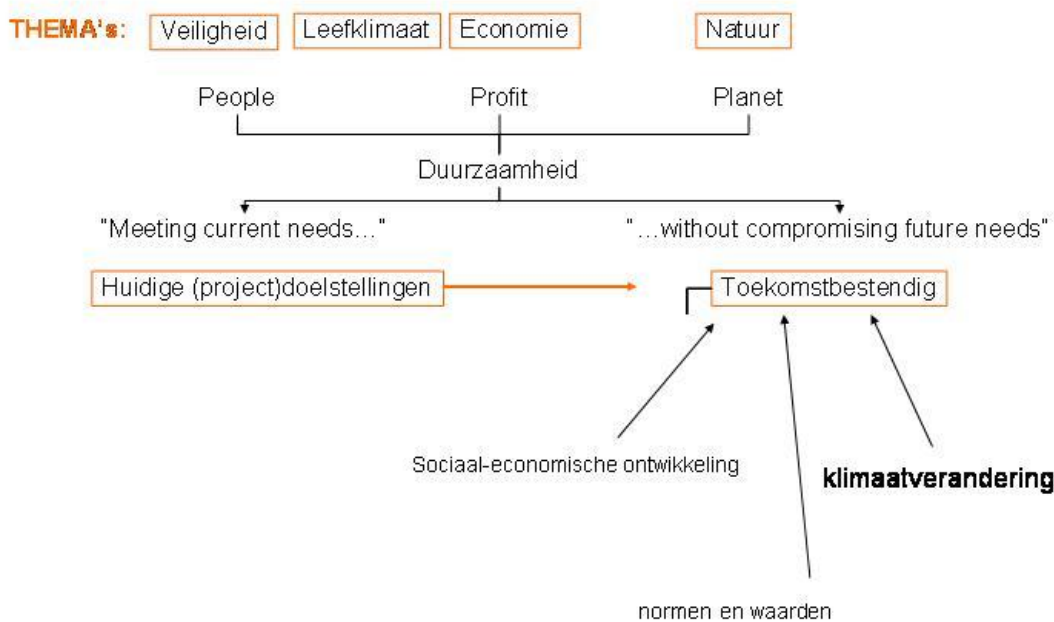 THEMA's: Veiligheid Leefklimaat Economie Natuur
People Profit Planet
Duurzaamheid
"Meeting current needs..." "...without compromising future needs"
Huidige (project)doelstellingen Toekomstbestendig
Sociaal-economische ontwikkeling
klimaatverandering
normen en waarden